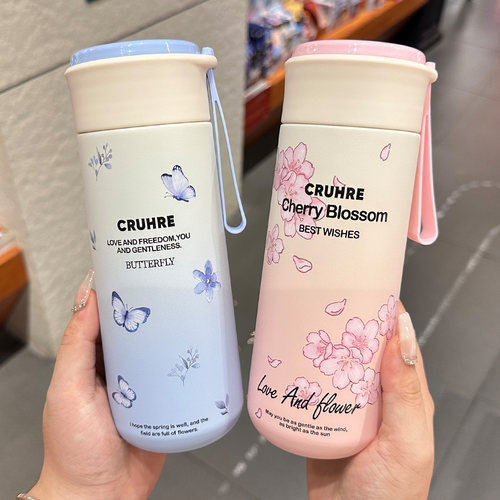 CRUHRE
LOVE AND FREEDOM,YOU
AND GENTLENESS.
BUTTERFLY
I hope the spring is well, and the
field are full of flowers.
CRUHRE
Cherry Blossom
BEST WISHES
Love And flower
May you be as gentle as the wind,
as bright as the sun